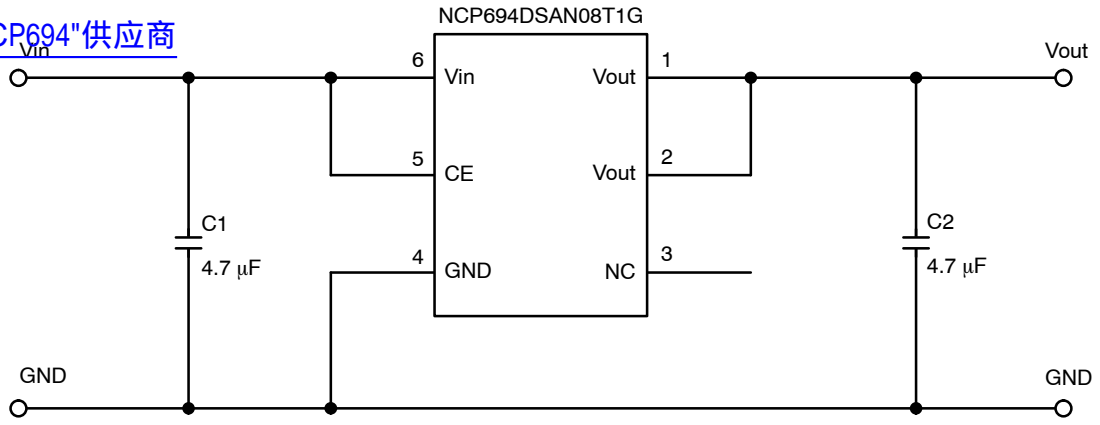 NCP694DSAN08T1G
CP694"供应商
Vin
Vout
6
Vin
Vout
1
5
CE
Vout
2
C1
4.7 μF
C2
4.7 μF
4
GND
NC
3
GND
GND